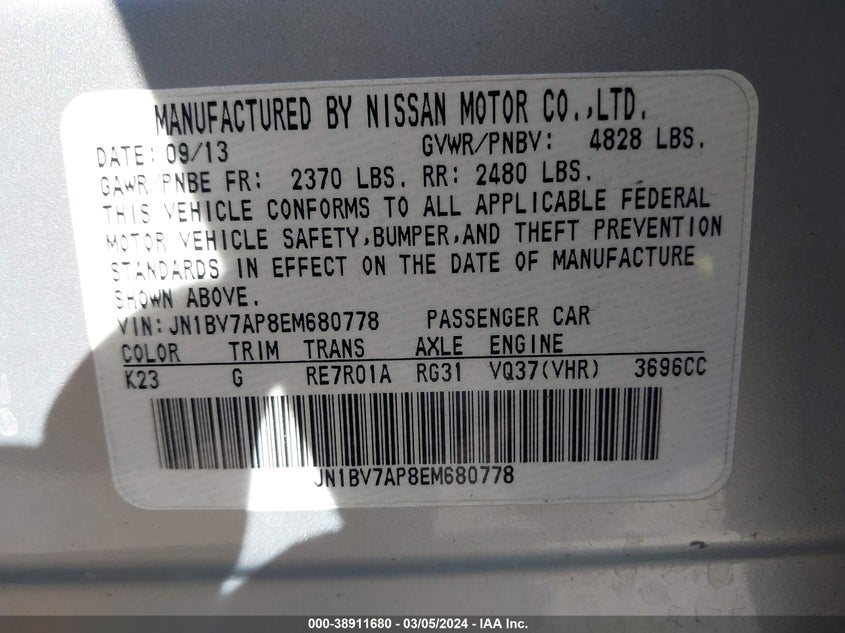 MANUFACTURED BY NISSAN MOTOR CO.,LTD.
DATE: 09/13 GVWR/PNBV: 4828 LBS.
GAWR/PNBE FR: 2370 LBS. RR: 2480 LBS.
THIS VEHICLE CONFORMS TO ALL APPLICABLE FEDERAL
MOTOR VEHICLE SAFETY,BUMPER,AND THEFT PREVENTION
STANDARDS IN EFFECT ON THE DATE OF MANUFACTURE
SHOWN ABOVE.
VIN: JN1BV7AP8EM680778 PASSENGER CAR
COLOR TRIM TRANS AXLE ENGINE
K23 G RE7R01A RG31 VQ37(VHR) 3696CC
JN1BV7AP8EM680778
000-38911680 - 03/05/2024 - IAA Inc.